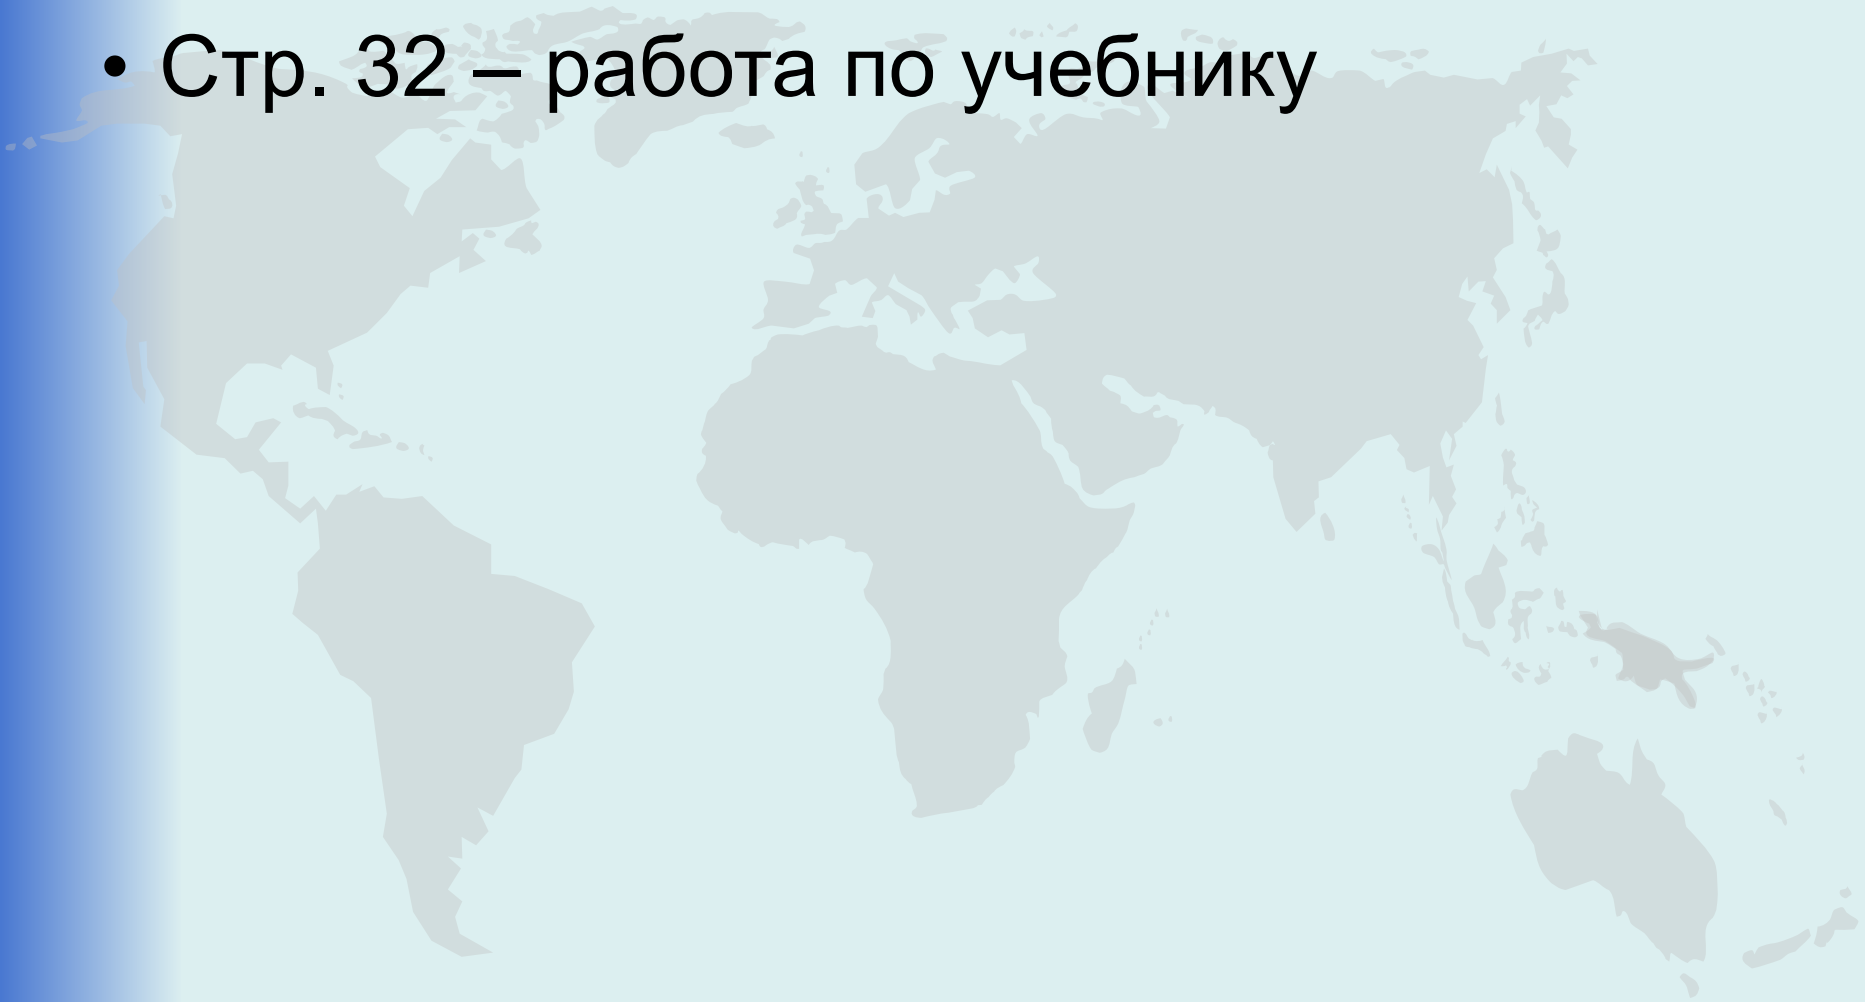 • Стр. 32 – работа по учебнику